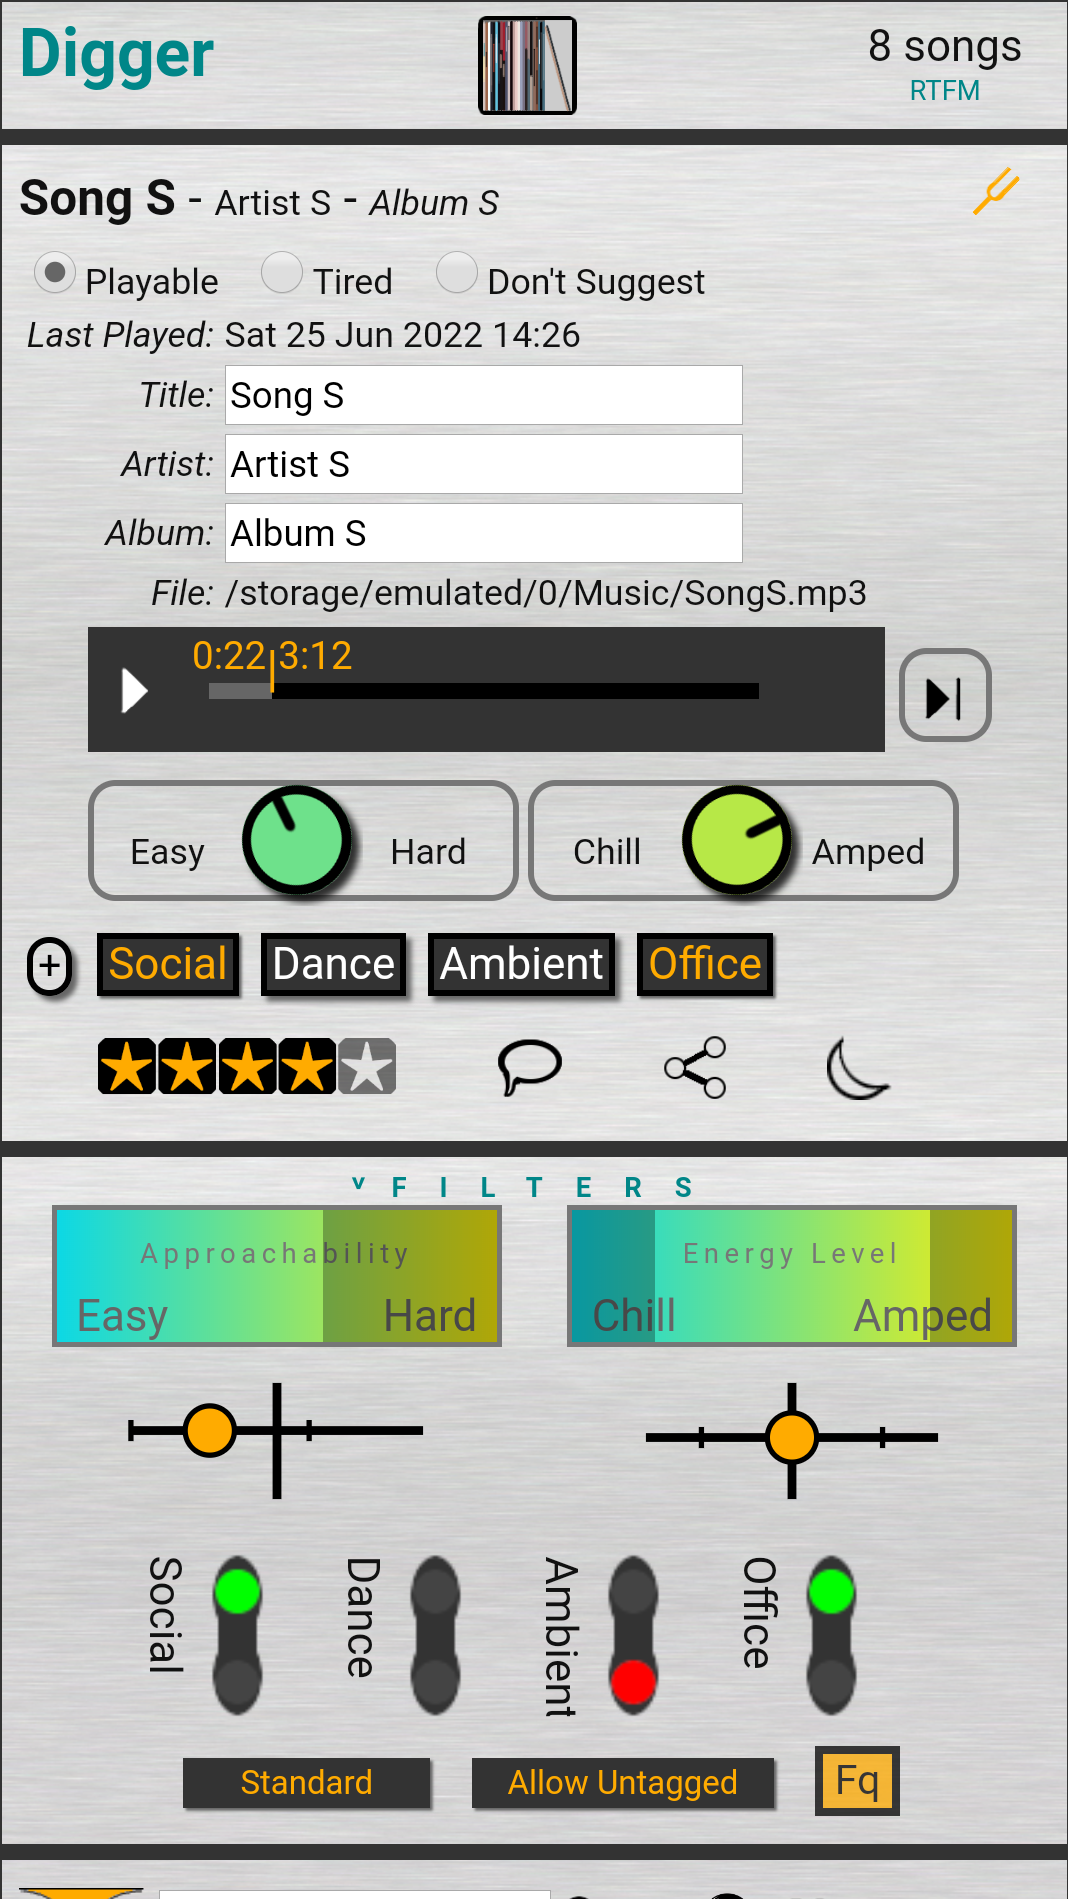 Digger
8 songs
RTFM
Song S - Artist S - Album S
Playable Tired Don't Suggest
Last Played: Sat 25 Jun 2022 14:26
Title: Song S
Artist: Artist S
Album: Album S
File: /storage/emulated/0/Music/SongS.mp3
0:22 3:12
Easy Hard Chill Amped
+ Social Dance Ambient Office
v FILTERS
Approachability Energy Level
Easy Hard Chill Amped
Social Dance Ambient Office
Standard Allow Untagged Fq